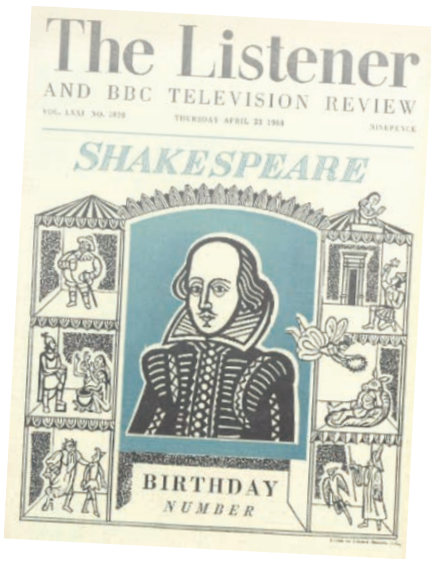 The Listener
AND BBC TELEVISION REVIEW
THURSDAY APRIL 23 1964
NINEPENCE
SHAKESPEARE
BIRTHDAY
NUMBER